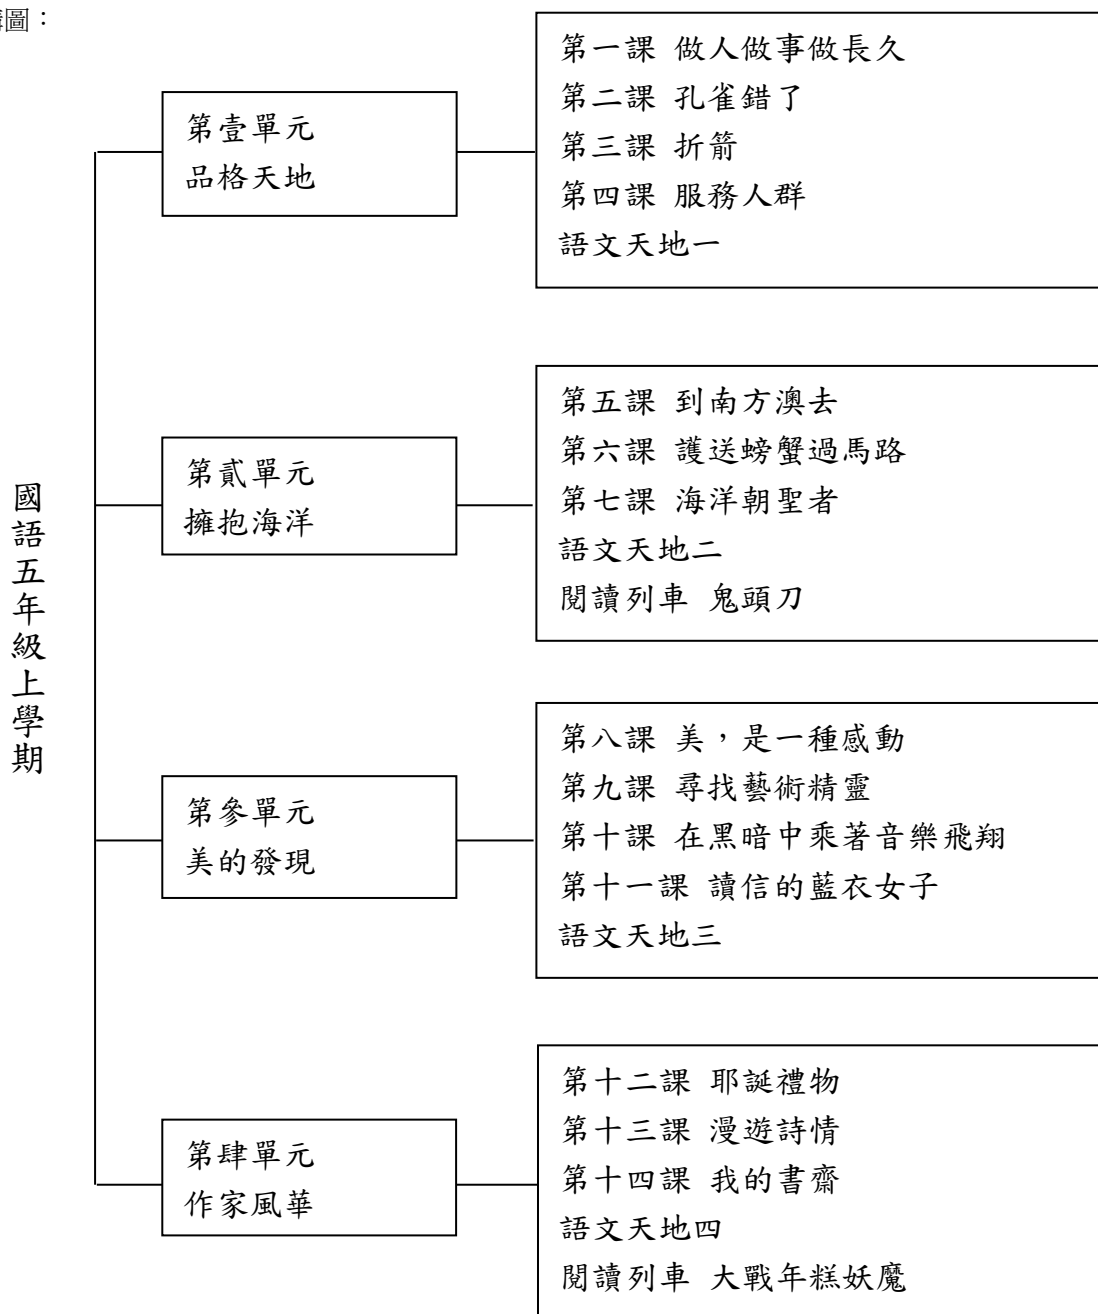 構圖：
國語五年級上學期
第壹單元
品格天地
第一課 做人做事做長久
第二課 孔雀錯了
第三課 折箭
第四課 服務人群
語文天地一
第貳單元
擁抱海洋
第五課 到南方澳去
第六課 護送螃蟹過馬路
第七課 海洋朝聖者
語文天地二
閱讀列車 鬼頭刀
第參單元
美的發現
第八課 美，是一種感動
第九課 尋找藝術精靈
第十課 在黑暗中乘著音樂飛翔
第十一課 讀信的藍衣女子
語文天地三
第肆單元
作家風華
第十二課 耶誕禮物
第十三課 漫遊詩情
第十四課 我的書齋
語文天地四
閱讀列車 大戰年糕妖魔